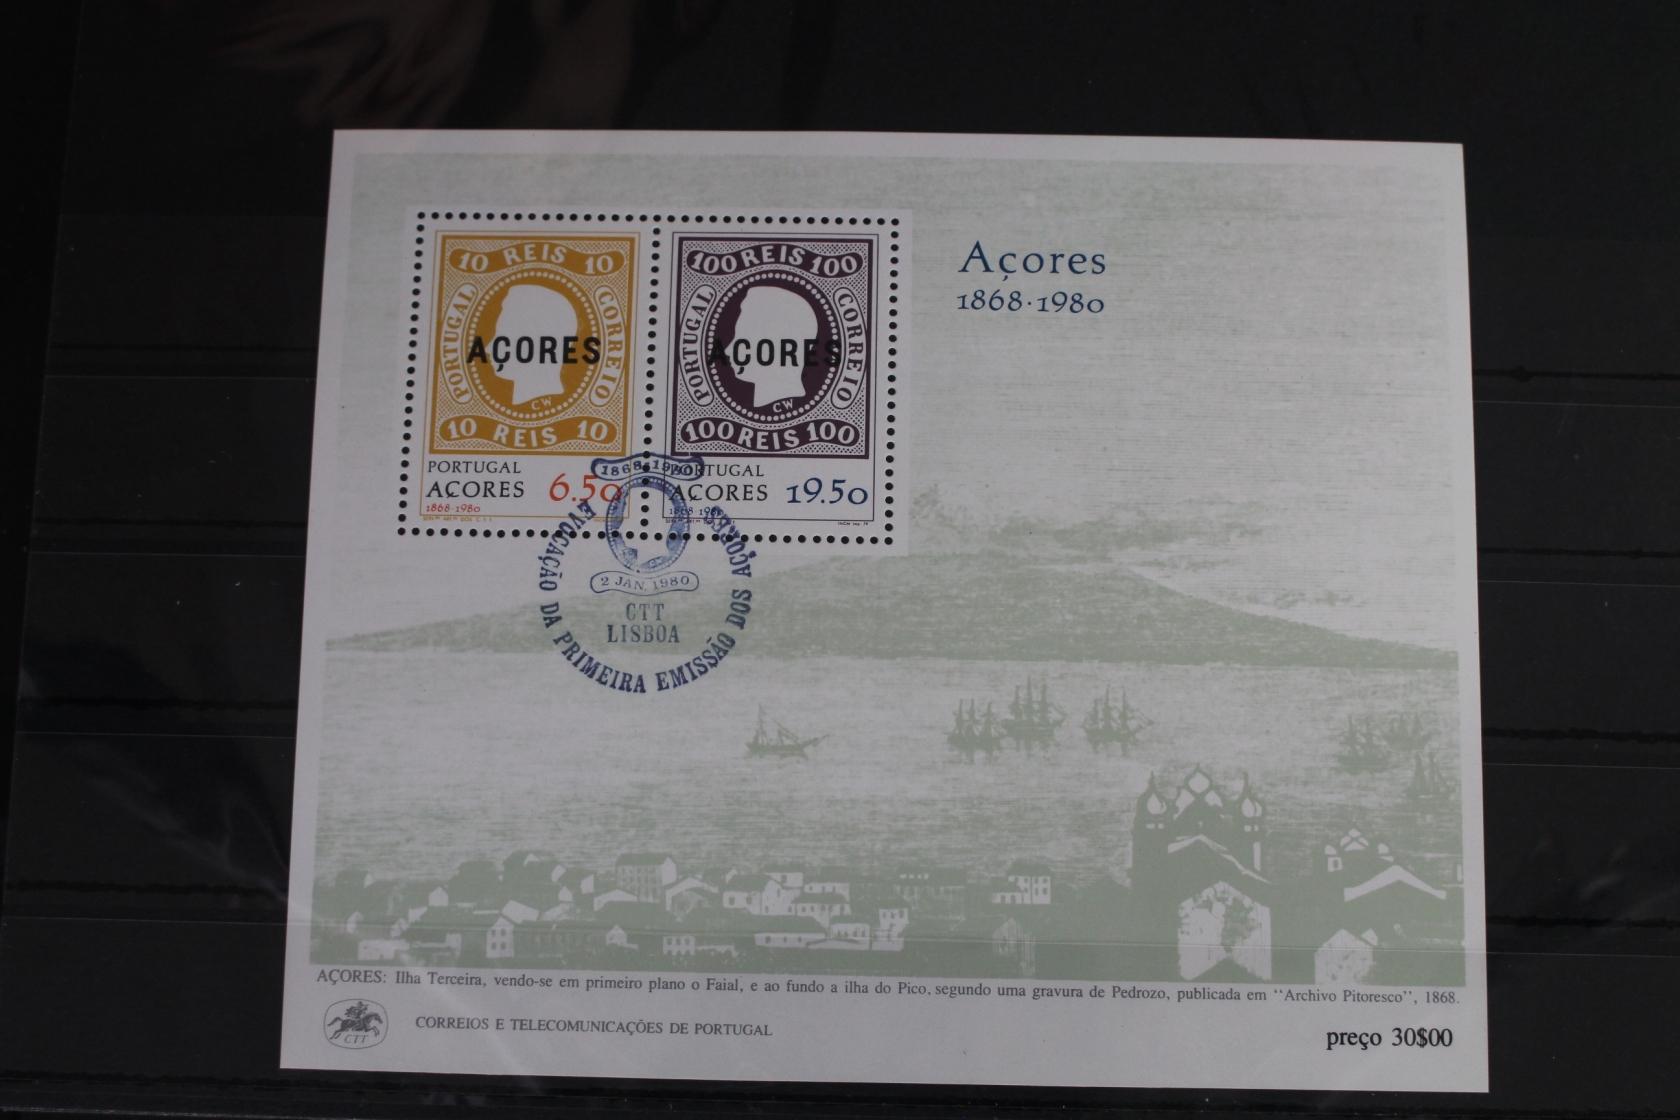 Açores
1868·1980
10 REIS 10
PORTUGAL
CORREIO
AÇORES
CW
10 REIS 10
PORTUGAL
AÇORES 6.50
1868·1980
100 REIS 100
PORTUGAL
CORREIO
AÇORES
CW
100 REIS 100
PORTUGAL
AÇORES 19.50
1868·1980
1868·1980
2 JAN. 1980
CTT
LISBOA
EVOCAÇÃO DA PRIMEIRA EMISSÃO DOS AÇORES
AÇORES: Ilha Terceira, vendo-se em primeiro plano o Faial, e ao fundo a ilha do Pico, segundo uma gravura de Pedrozo, publicada em “Archivo Pitoresco”, 1868.
CTT
CORREIOS E TELECOMUNICAÇÕES DE PORTUGAL
preço 30$00